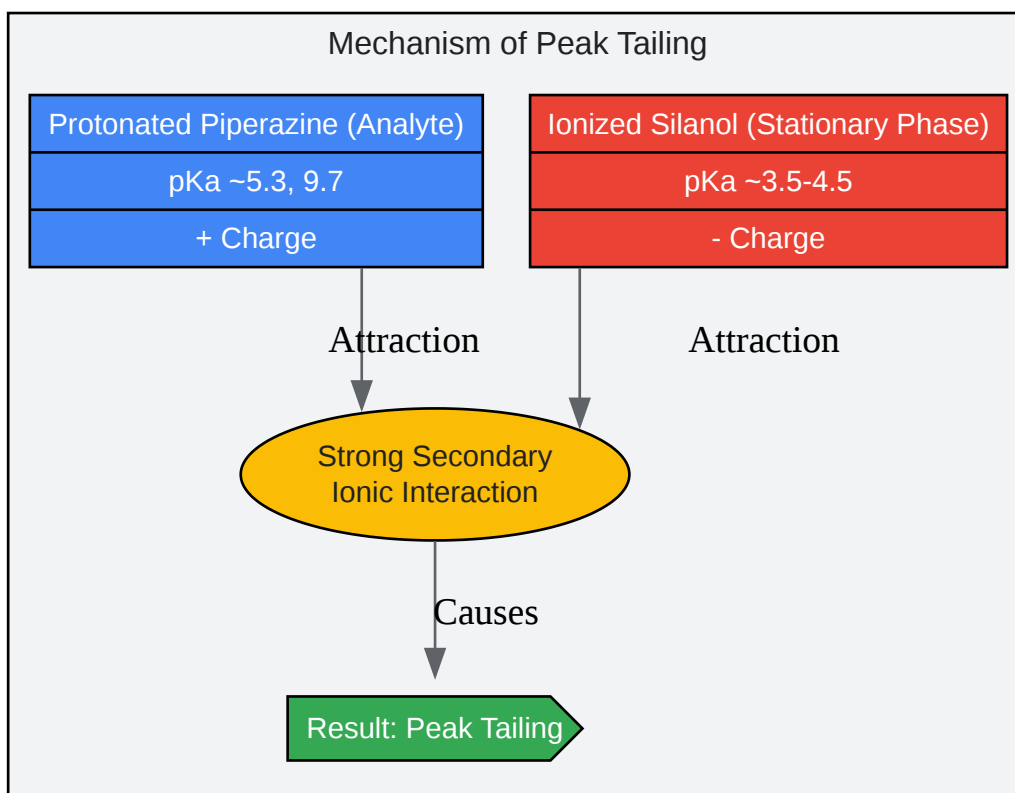 Mechanism of Peak Tailing
Protonated Piperazine (Analyte)
pKa ~5.3, 9.7
+ Charge
Ionized Silanol (Stationary Phase)
pKa ~3.5-4.5
- Charge
Attraction
Attraction
Strong Secondary
Ionic Interaction
Causes
Result: Peak Tailing